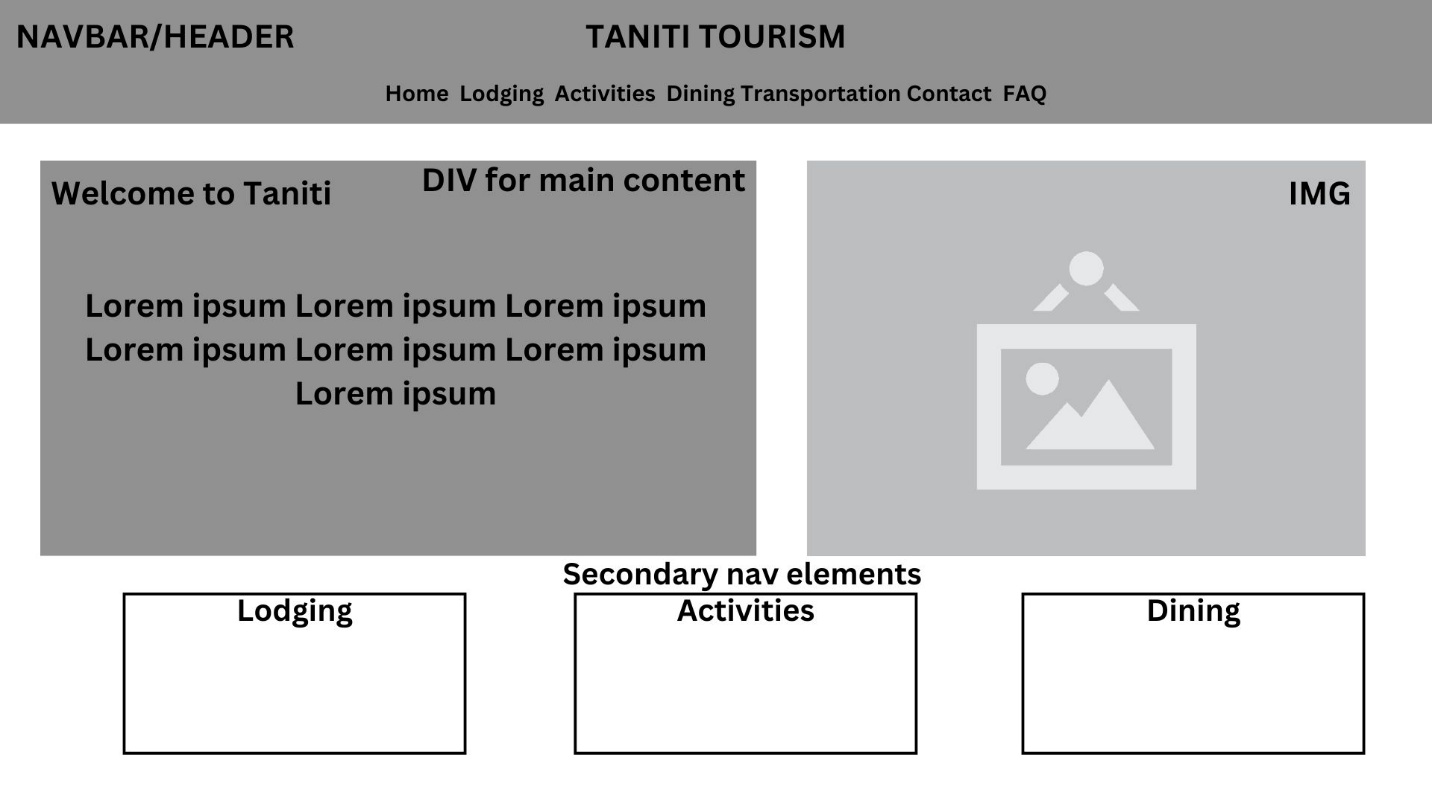 NAVBAR/HEADER
TANITI TOURISM
Home Lodging Activities Dining Transportation Contact FAQ
Welcome to Taniti
DIV for main content
Lorem ipsum Lorem ipsum Lorem ipsum
Lorem ipsum Lorem ipsum Lorem ipsum
Lorem ipsum
IMG
Secondary nav elements
Lodging
Activities
Dining